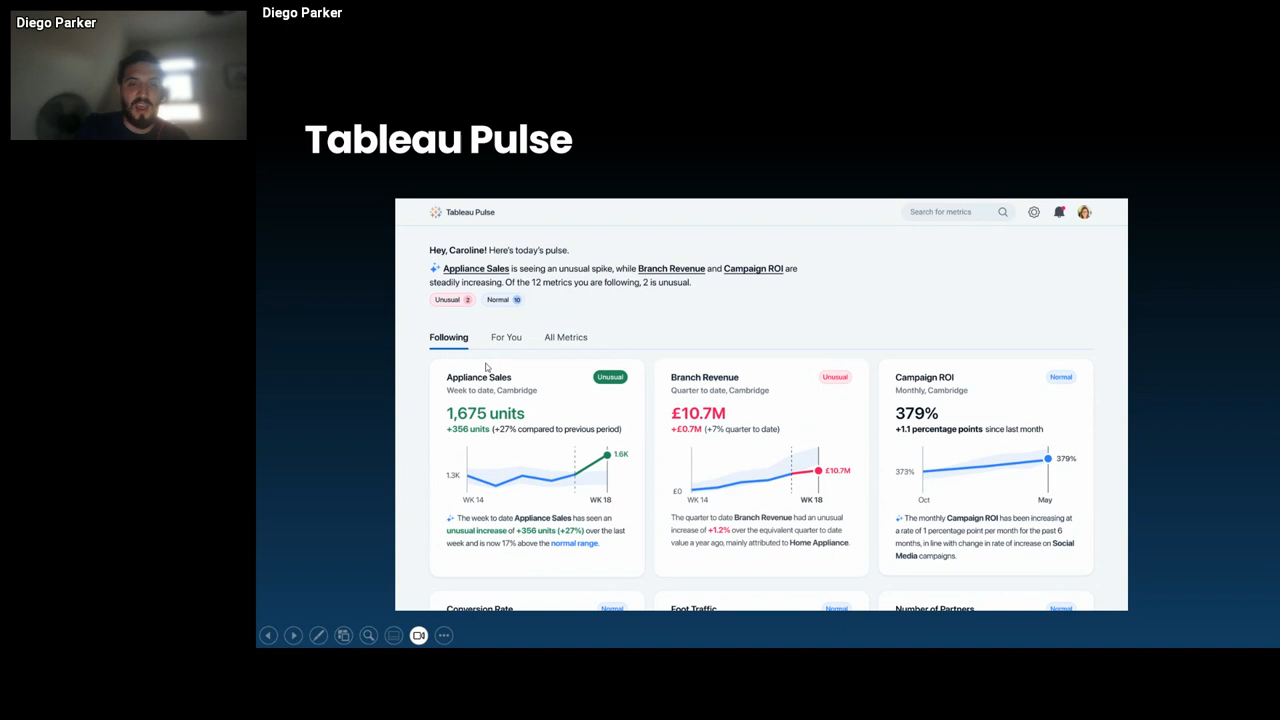 Diego Parker
Diego Parker
Tableau Pulse
Tableau Pulse
Search for metrics
Hey, Caroline! Here's today's pulse.
Appliance Sales is seeing an unusual spike, while Branch Revenue and Campaign ROI are
steadily increasing. Of the 12 metrics you are following, 2 is unusual.
Unusual 2 Normal 10
Following For You All Metrics
Appliance Sales Unusual
Week to date, Cambridge
1,675 units
+356 units (+27% compared to previous period)
1.6K
1.3K
WK 14 WK 18
The week to date Appliance Sales has seen an
unusual increase of +356 units (+27%) over the last
week and is now 17% above the normal range.
Branch Revenue Unusual
Quarter to date, Cambridge
£10.7M
+£0.7M (+7% quarter to date)
£10.7M
£0
WK 14 WK 18
The quarter to date Branch Revenue had an unusual
increase of +1.2% over the equivalent quarter to date
value a year ago, mainly attributed to Home Appliance.
Campaign ROI Normal
Monthly, Cambridge
379%
+1.1 percentage points since last month
379%
373%
Oct May
The monthly Campaign ROI has been increasing at
a rate of 1 percentage point per month for the past 6
months, in line with change in rate of increase on Social
Media campaigns.
Conversion Rate Normal
Foot Traffic Normal
Number of Partners Normal